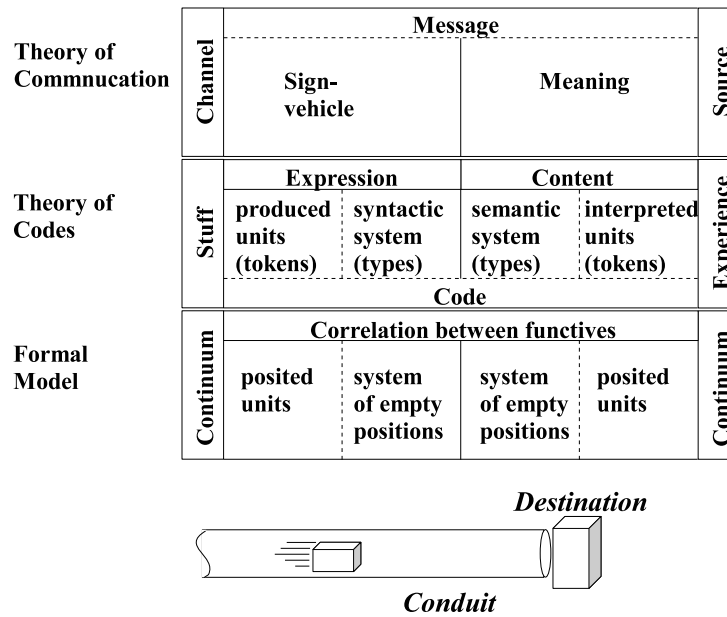 Message
Theory of
Commnucation
Channel
Sign-
vehicle
Meaning
Source
Expression
Content
Theory of
Codes
Stuff
produced
units
(tokens)
syntactic
system
(types)
semantic
system
(types)
interpreted
units
(tokens)
Experience
Code
Correlation between functives
Formal
Model
Continuum
posited
units
system
of empty
positions
system
of empty
positions
posited
units
Continuum
Destination
Conduit